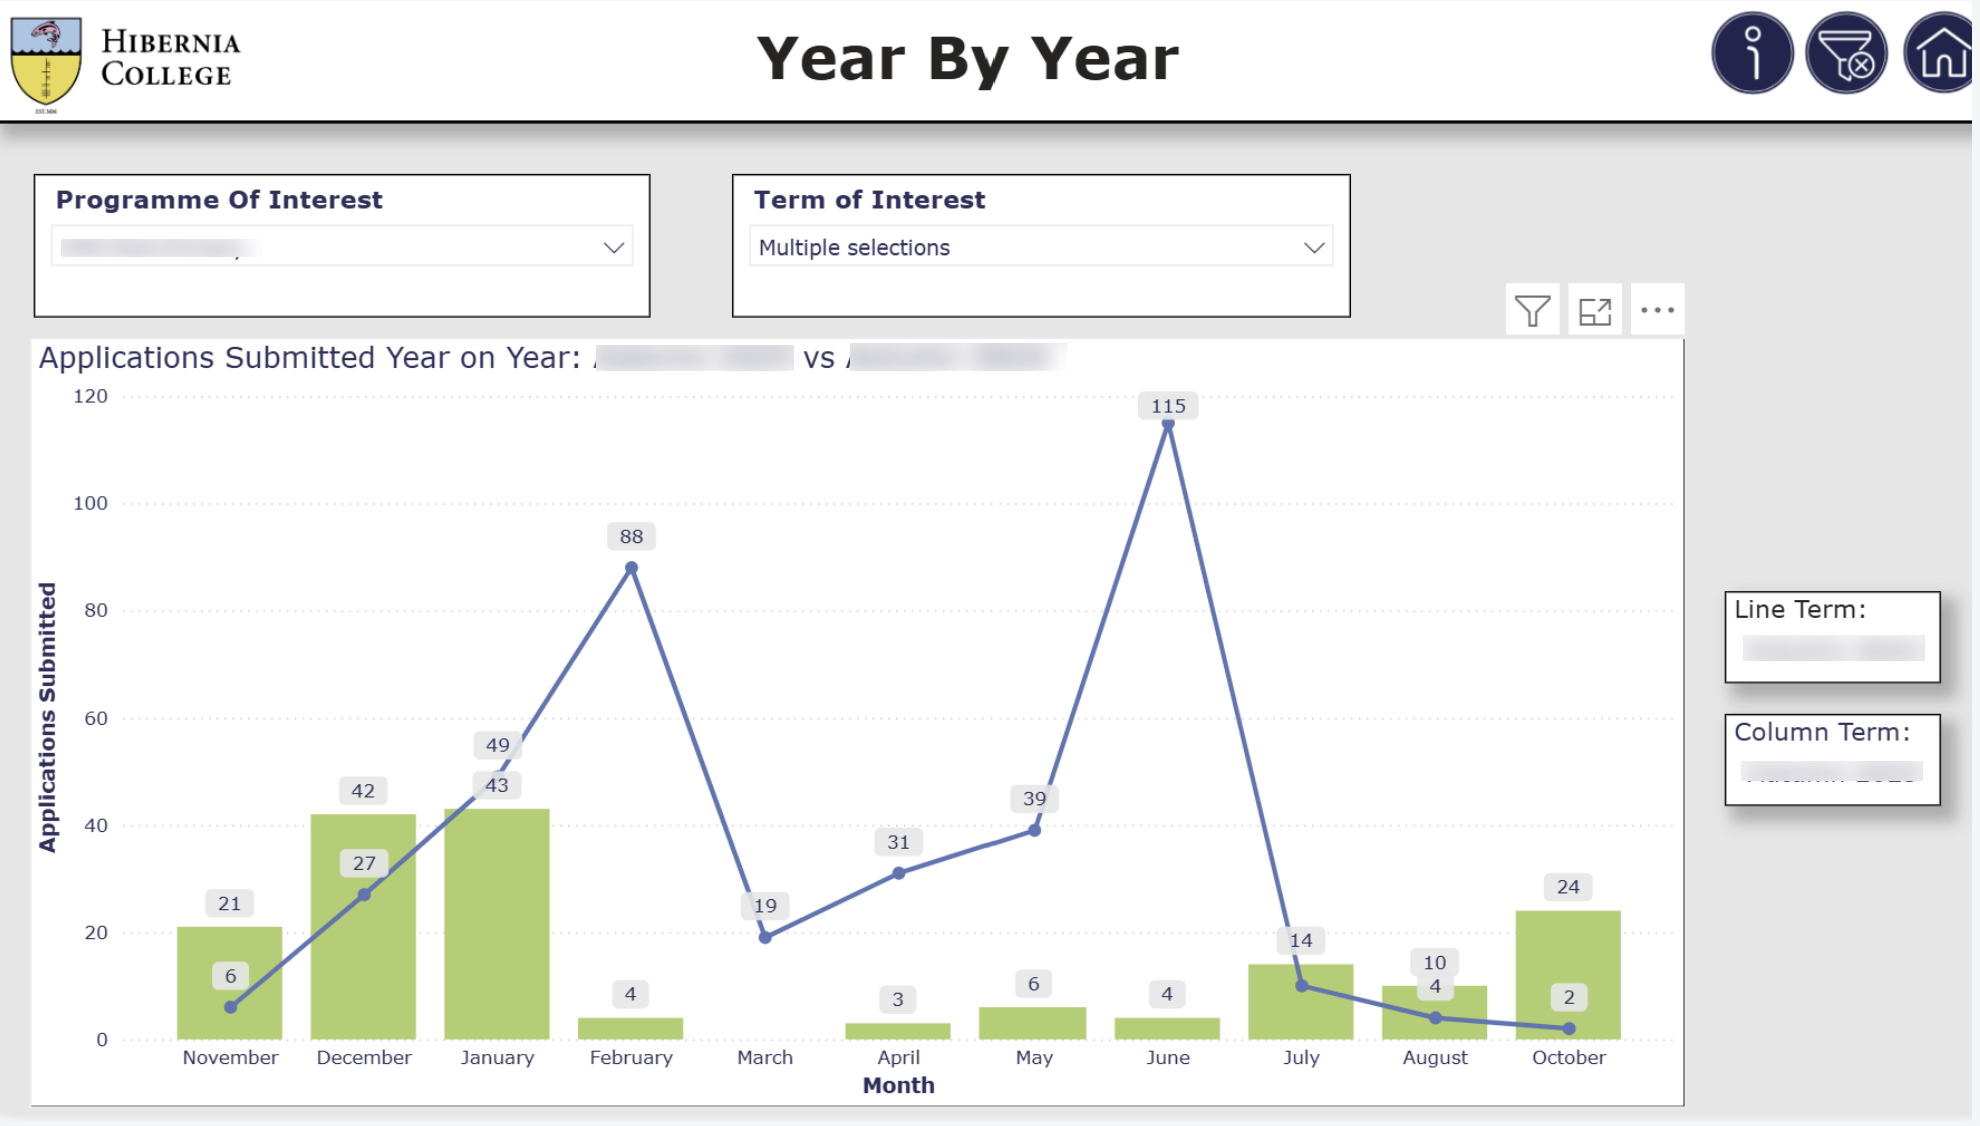 HIBERNIA
COLLEGE
EST. MM
Year By Year
Programme Of Interest
Term of Interest
Multiple selections
Applications Submitted Year on Year: vs
120
100
80
60
40
20
0
Applications Submitted
115
88
49
43
42
27
39
31
21
6
19
24
14
10
4
2
4
3
6
4
November December January February March April May June July August October
Month
Line Term:
Column Term: